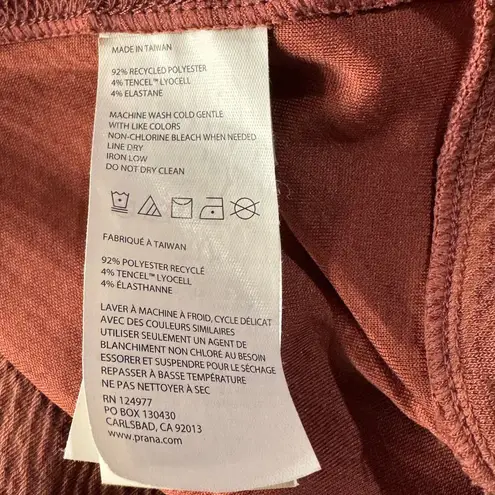 MADE IN TAIWAN
92% RECYCLED POLYESTER
4% TENCEL™ LYOCELL
4% ELASTANE
MACHINE WASH COLD GENTLE
WITH LIKE COLORS
NON-CHLORINE BLEACH WHEN NEEDED
LINE DRY
IRON LOW
DO NOT DRY CLEAN
FABRIQUÉ À TAIWAN
92% POLYESTER RECYCLÉ
4% TENCEL™ LYOCELL
4% ÉLASTHANNE
LAVER À MACHINE À FROID, CYCLE DÉLICAT
AVEC DES COULEURS SIMILAIRES
UTILISER SEULEMENT UN AGENT DE
BLANCHIMENT NON CHLORÉ AU BESOIN
ESSORER ET SUSPENDRE POUR LE SÉCHAGE
REPASSER À BASSE TEMPÉRATURE
NE PAS NETTOYER À SEC
RN 124977
PO BOX 130430
CARLSBAD, CA 92013
www.prana.com